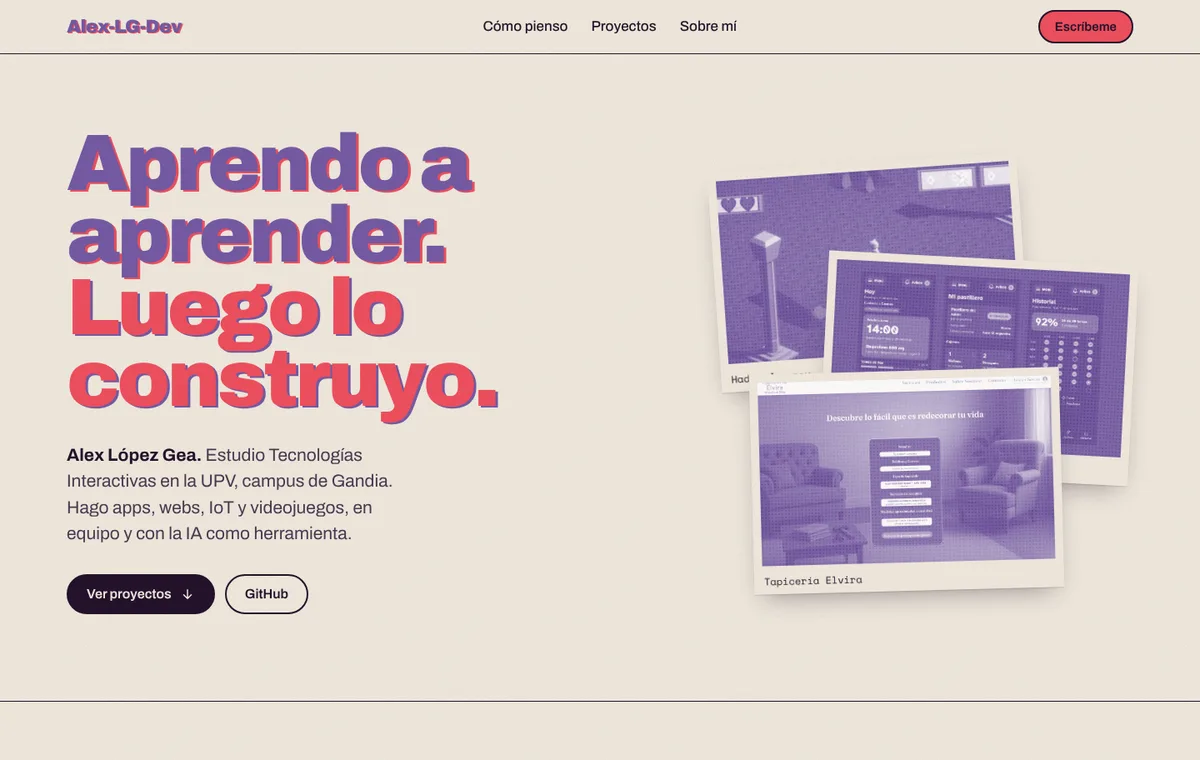 Alex-LG-Dev
Cómo pienso
Proyectos
Sobre mí
Escríbeme
Aprendo a
aprender.
Luego lo
construyo.
Alex López Gea. Estudio Tecnologías
Interactivas en la UPV, campus de Gandia.
Hago apps, webs, IoT y videojuegos, en
equipo y con la IA como herramienta.
Ver proyectos ↓
GitHub
Hoy
14:00
Mi pastillero
1
2
Historial
92%
Descubre lo fácil que es redecorar tu vida
Tapiceria Elvira